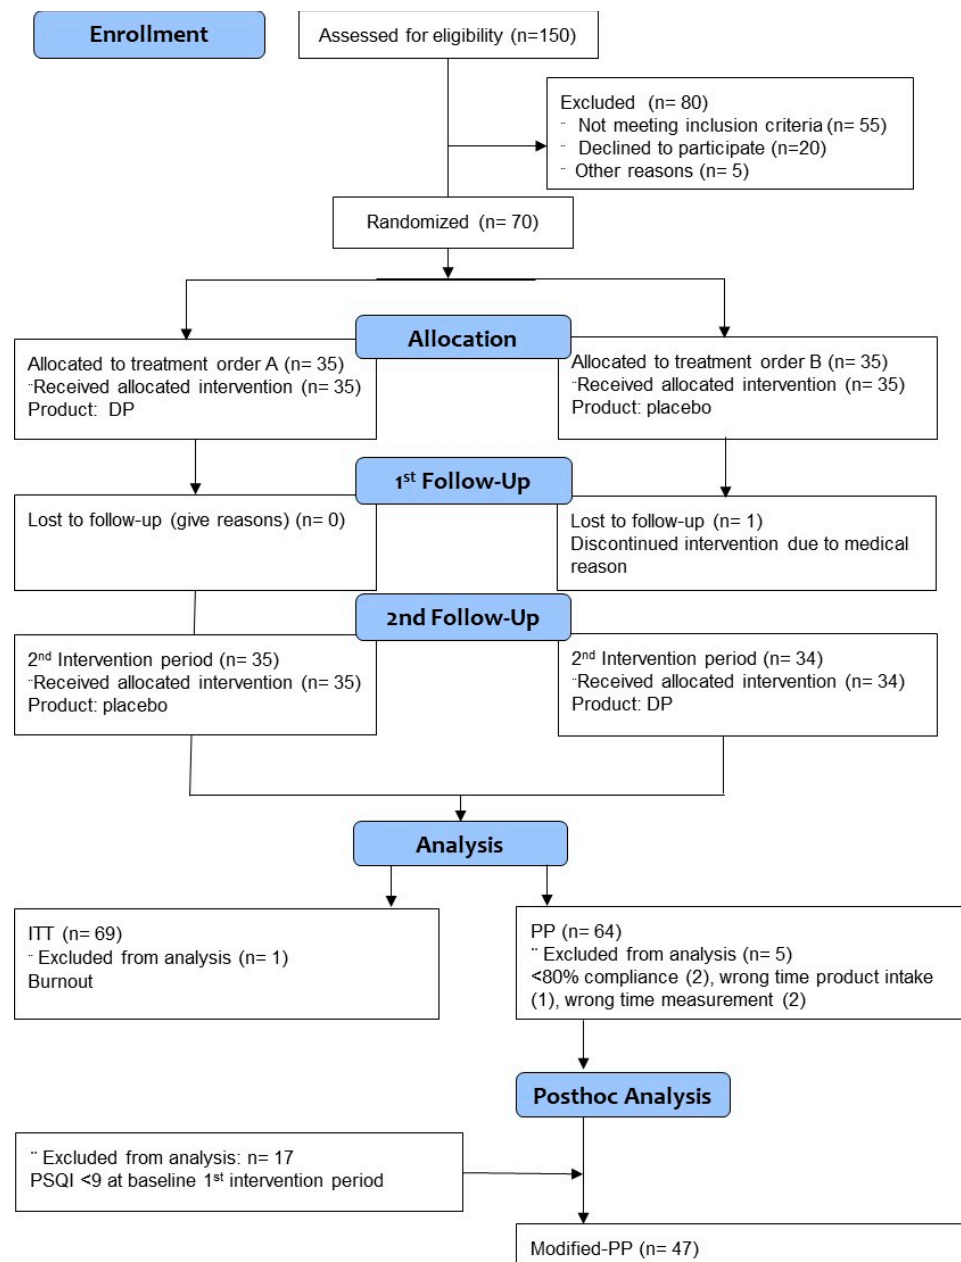 Enrollment
Assessed for eligibility (n=150)
Excluded (n= 80)
¨ Not meeting inclusion criteria (n= 55)
¨ Declined to participate (n=20)
¨ Other reasons (n= 5)
Randomized (n= 70)
Allocation
Allocated to treatment order A (n= 35)
¨Received allocated intervention (n= 35)
Product: DP
Allocated to treatment order B (n= 35)
¨Received allocated intervention (n= 35)
Product: placebo
1st Follow-Up
Lost to follow-up (give reasons) (n= 0)
Lost to follow-up (n= 1)
Discontinued intervention due to medical
reason
2nd Follow-Up
2nd Intervention period (n= 35)
¨Received allocated intervention (n= 35)
Product: placebo
2nd Intervention period (n= 34)
¨Received allocated intervention (n= 34)
Product: DP
Analysis
ITT (n= 69)
¨ Excluded from analysis (n= 1)
Burnout
PP (n= 64)
¨ Excluded from analysis (n= 5)
<80% compliance (2), wrong time product intake
(1), wrong time measurement (2)
Posthoc Analysis
¨ Excluded from analysis: n= 17
PSQI <9 at baseline 1st intervention period
Modified-PP (n= 47)